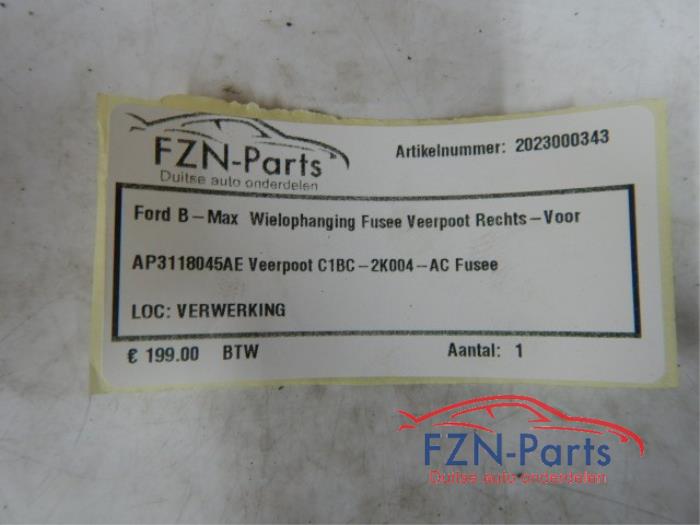 FZN-Parts
Duitse auto onderdelen
Artikelnummer: 2023000343
Ford B-Max Wielophanging Fusee Veerpoot Rechts-Voor
AP3118045AE Veerpoot C1BC-2K004-AC Fusee
LOC: VERWERKING
€ 199.00 BTW
Aantal: 1
FZN-Parts
Duitse auto onderdelen